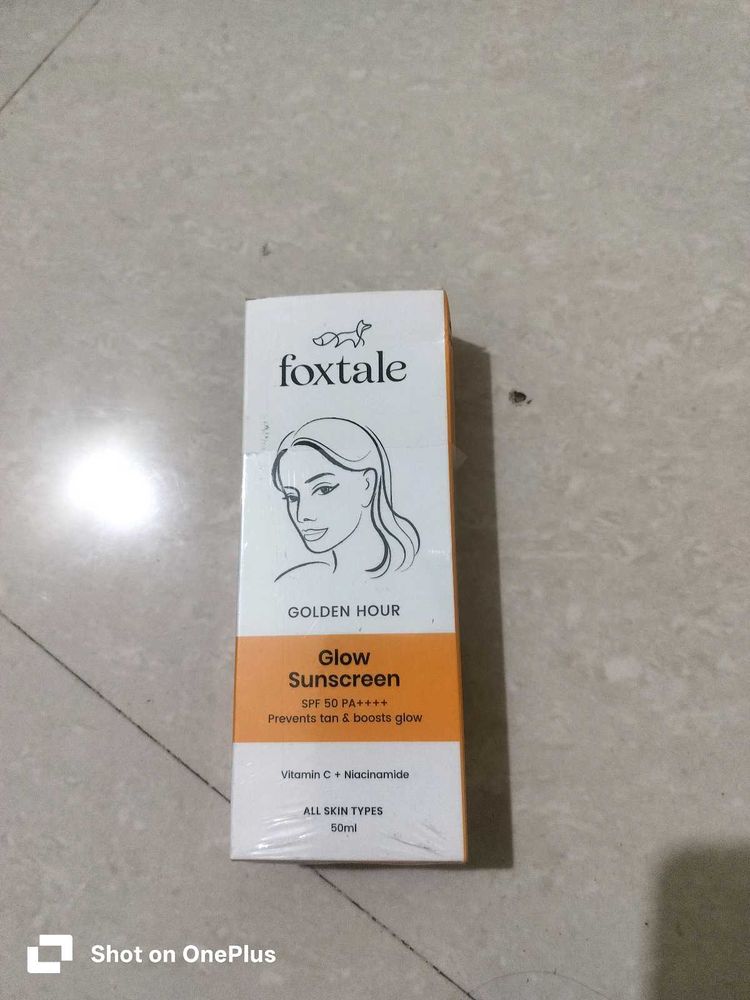 foxtale
GOLDEN HOUR
Glow
Sunscreen
SPF 50 PA++++
Prevents tan & boosts glow
Vitamin C + Niacinamide
ALL SKIN TYPES
50ml
Shot on OnePlus